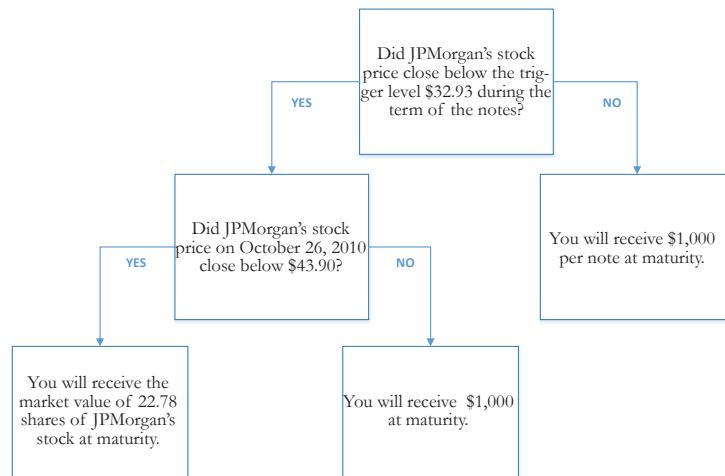 Did JPMorgan’s stock
price close below the trig-
ger level $32.93 during the
term of the notes?
YES
NO
Did JPMorgan’s stock
price on October 26, 2010
close below $43.90?
You will receive $1,000
per note at maturity.
YES
NO
You will receive the
market value of 22.78
shares of JPMorgan’s
stock at maturity.
You will receive $1,000
at maturity.